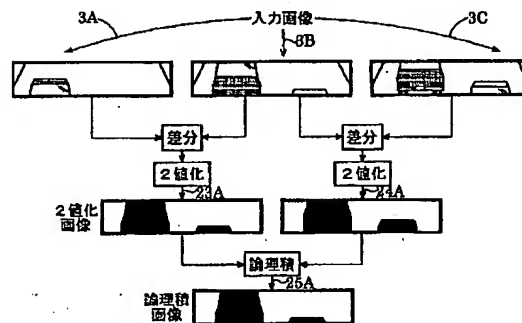 3A 入力画像 3C
3B
差分 差分
2値化 2値化
23A 24A
2値化
画像
論理積
25A
論理積
画像